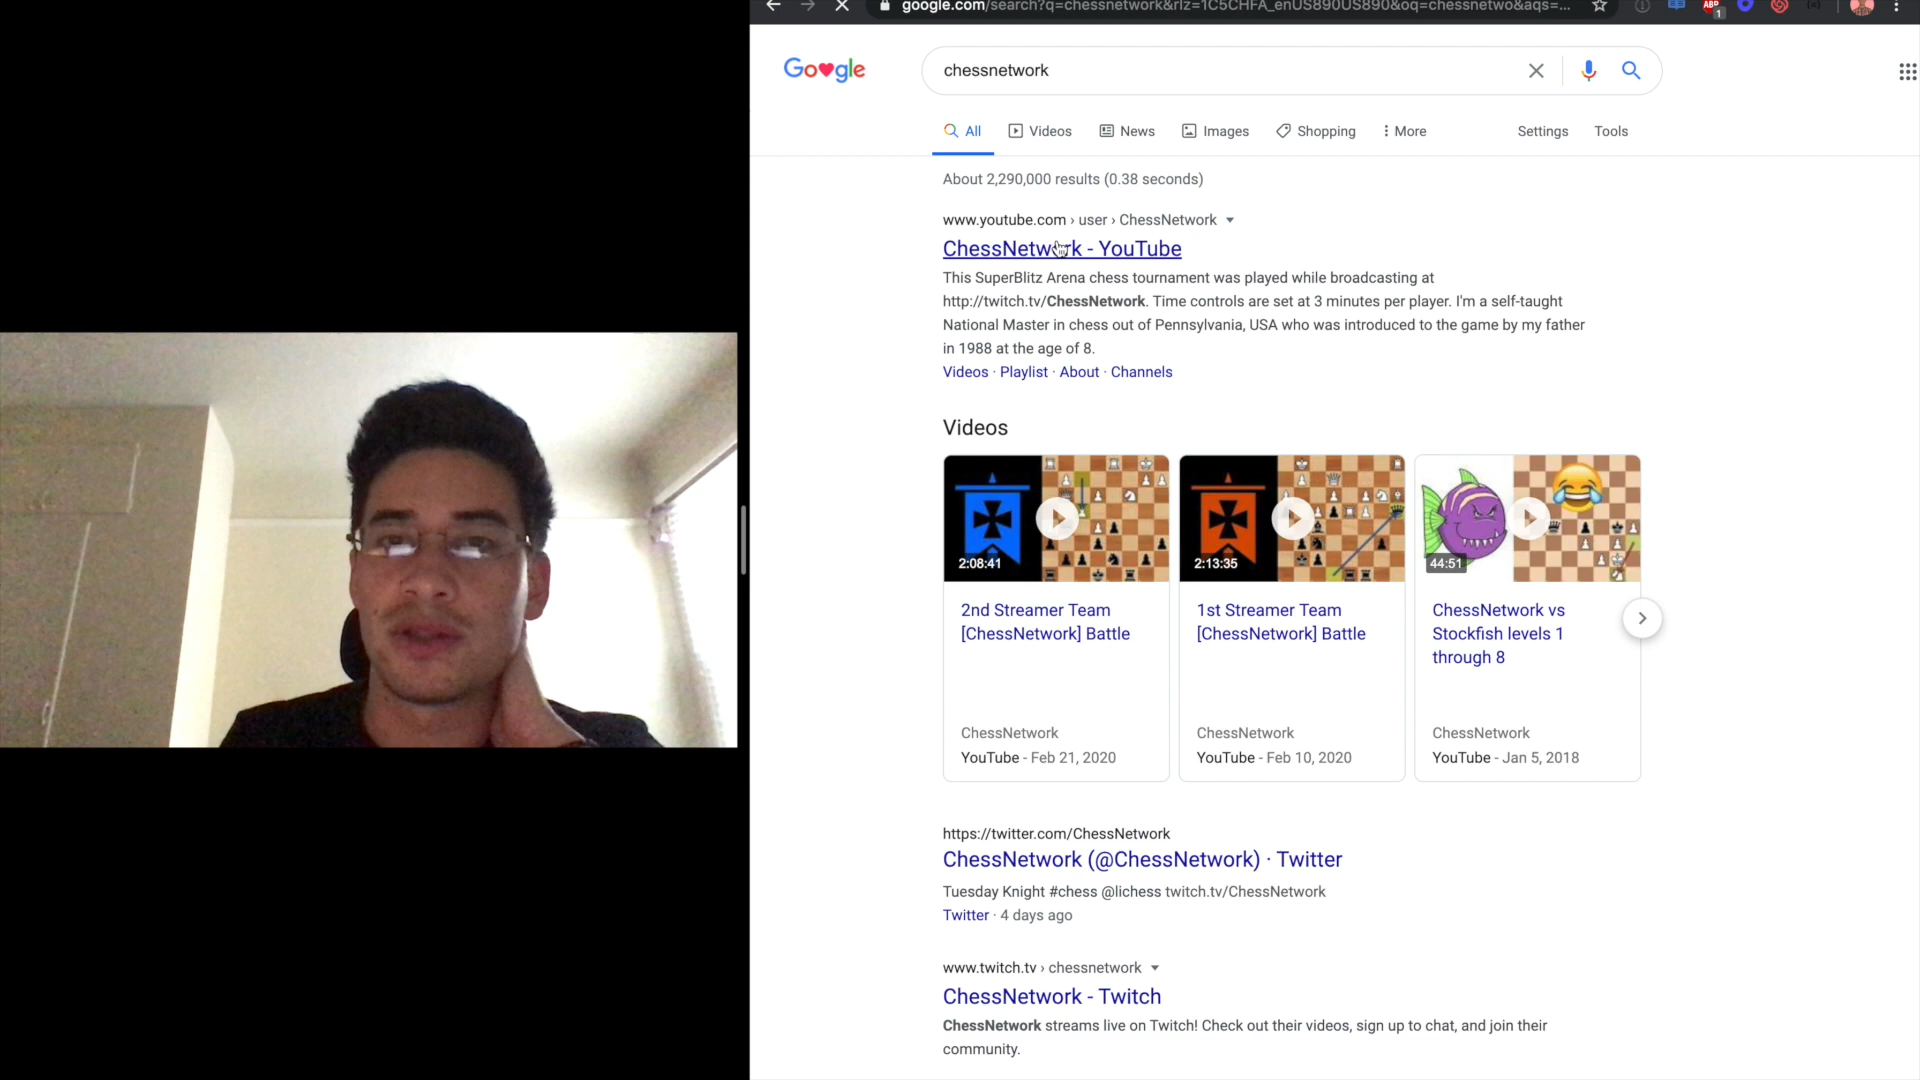 google.com/search?q=chessnetwork&rlz=1C5CHFA_enUS890US890&oq=chessnetwo&aqs=...
ABP
1
Go gle
chessnetwork
All
Videos
News
Images
Shopping
More
Settings
Tools
About 2,290,000 results (0.38 seconds)
www.youtube.com › user › ChessNetwork
ChessNetwork - YouTube
This SuperBlitz Arena chess tournament was played while broadcasting at
http://twitch.tv/ChessNetwork. Time controls are set at 3 minutes per player. I'm a self-taught
National Master in chess out of Pennsylvania, USA who was introduced to the game by my father
in 1988 at the age of 8.
Videos · Playlist · About · Channels
Videos
2:08:41
2nd Streamer Team
[ChessNetwork] Battle
ChessNetwork
YouTube - Feb 21, 2020
2:13:35
1st Streamer Team
[ChessNetwork] Battle
ChessNetwork
YouTube - Feb 10, 2020
44:51
ChessNetwork vs
Stockfish levels 1
through 8
ChessNetwork
YouTube - Jan 5, 2018
https://twitter.com/ChessNetwork
ChessNetwork (@ChessNetwork) · Twitter
Tuesday Knight #chess @lichess twitch.tv/ChessNetwork
Twitter · 4 days ago
www.twitch.tv › chessnetwork
ChessNetwork - Twitch
ChessNetwork streams live on Twitch! Check out their videos, sign up to chat, and join their
community.